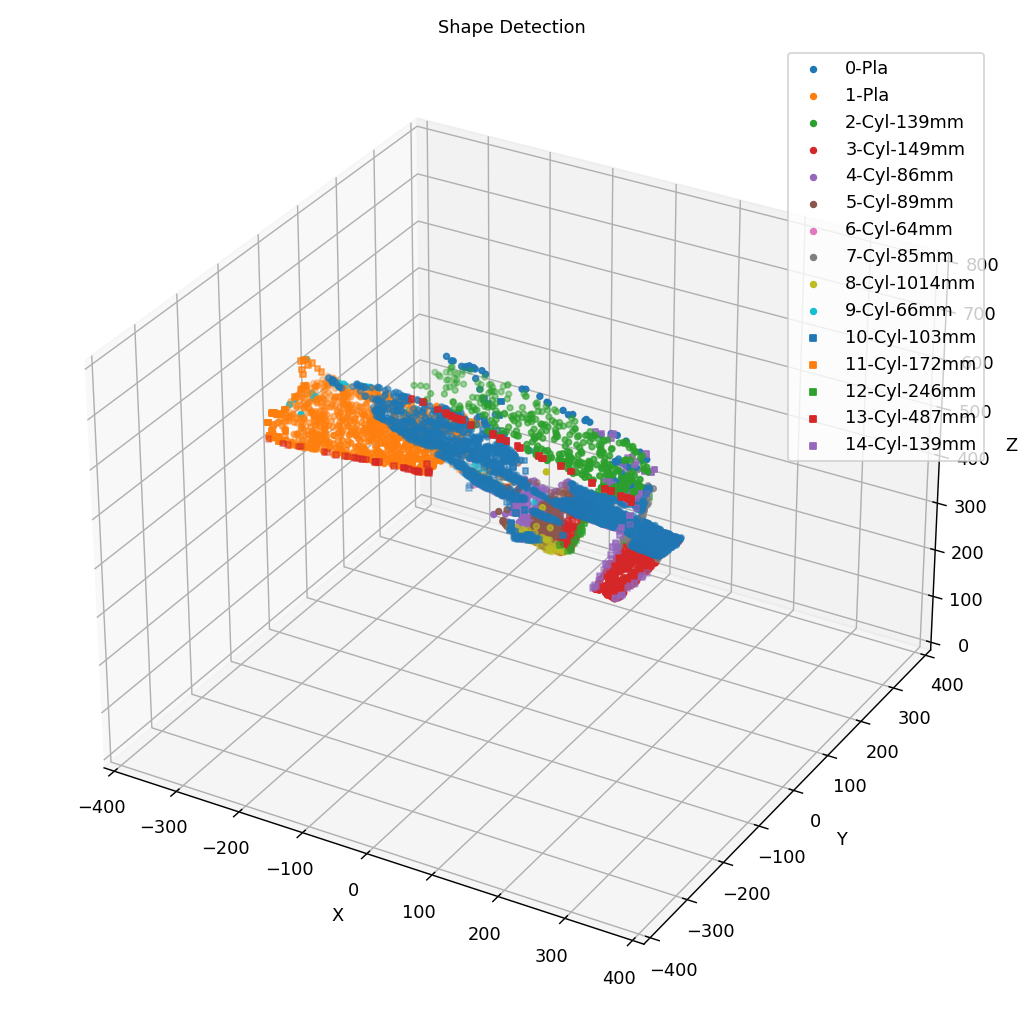 Shape Detection
0-Pla
1-Pla
2-Cyl-139mm
3-Cyl-149mm
4-Cyl-86mm
5-Cyl-89mm
6-Cyl-64mm
7-Cyl-85mm
8-Cyl-1014mm
9-Cyl-66mm
10-Cyl-103mm
11-Cyl-172mm
12-Cyl-246mm
13-Cyl-487mm
14-Cyl-139mm
800
700
600
500
400
300
200
100
0
Z
400
300
200
100
0
−100
−200
−300
−400
Y
−400
−300
−200
−100
0
100
200
300
400
X